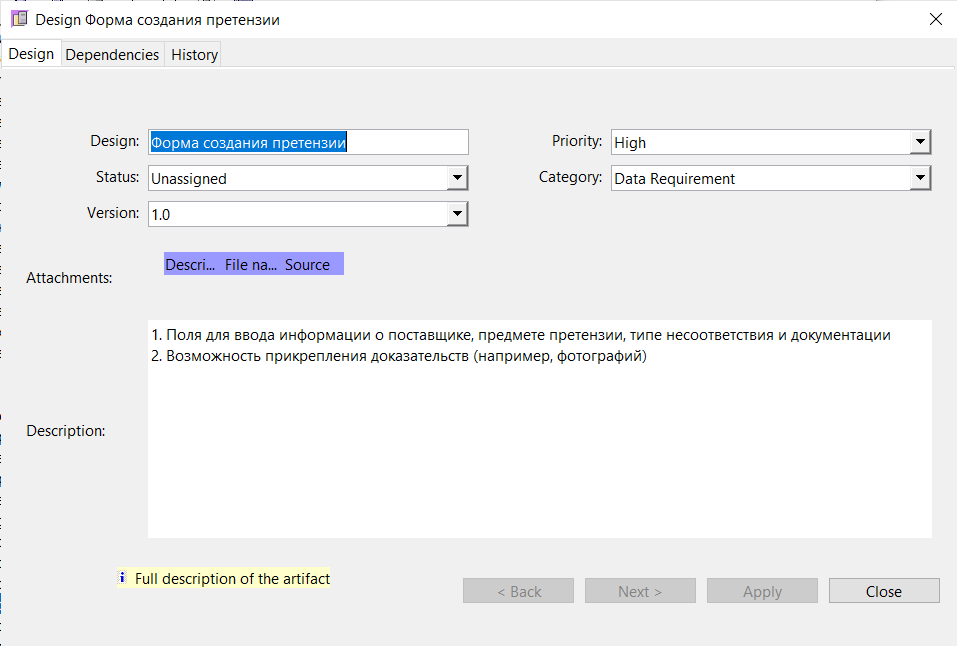 Design Форма создания претензии
Design Dependencies History
Design: Форма создания претензии Priority: High
Status: Unassigned Category: Data Requirement
Version: 1.0
Descri... File na... Source
Attachments:
1. Поля для ввода информации о поставщике, предмете претензии, типе несоответствия и документации
2. Возможность прикрепления доказательств (например, фотографий)
Description:
Full description of the artifact
< Back Next > Apply Close